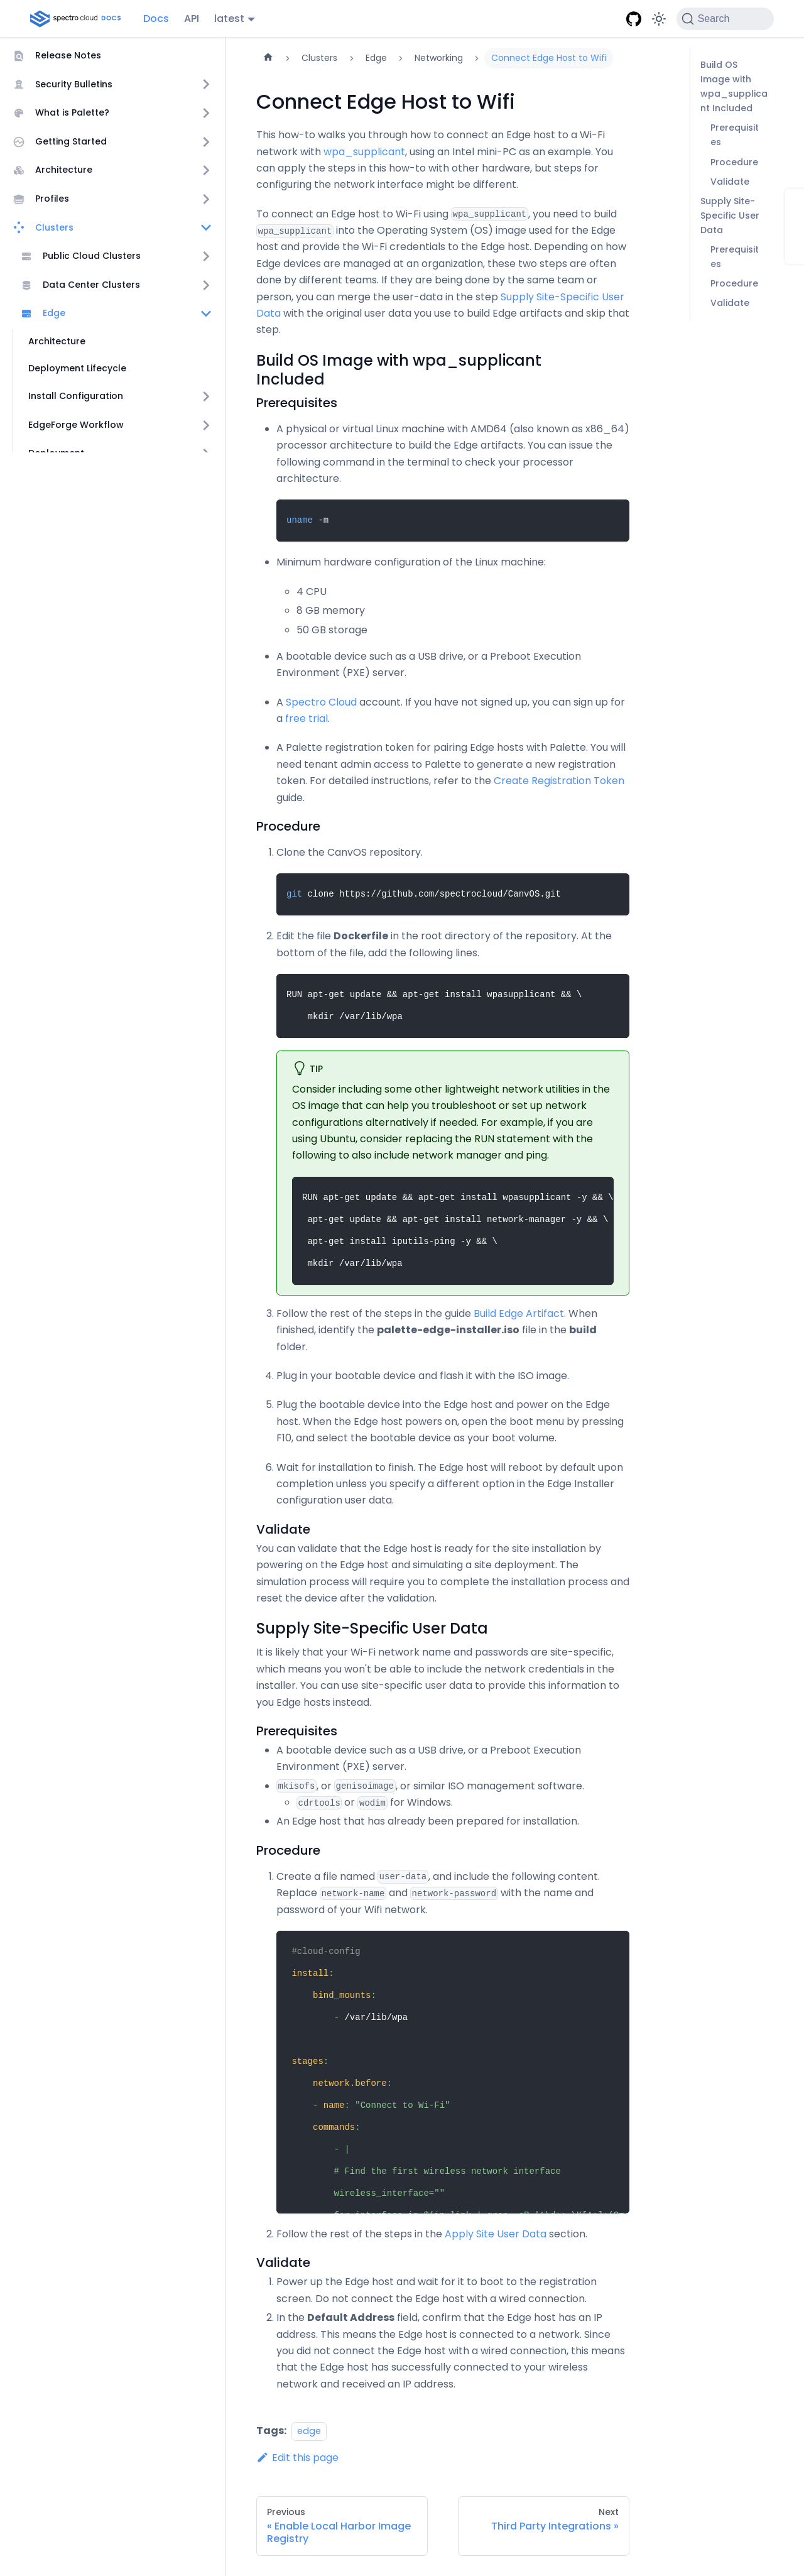 spectro cloud DOCS
Docs
API
latest
Search
Release Notes
Security Bulletins
What is Palette?
Getting Started
Architecture
Profiles
Clusters
Public Cloud Clusters
Data Center Clusters
Edge
Architecture
Deployment Lifecycle
Install Configuration
EdgeForge Workflow
Deployment
Clusters
Edge
Networking
Connect Edge Host to Wifi
Connect Edge Host to Wifi
This how-to walks you through how to connect an Edge host to a Wi-Fi
network with wpa_supplicant, using an Intel mini-PC as an example. You
can apply the steps in this how-to with other hardware, but steps for
configuring the network interface might be different.
To connect an Edge host to Wi-Fi using wpa_supplicant, you need to build
wpa_supplicant into the Operating System (OS) image used for the Edge
host and provide the Wi-Fi credentials to the Edge host. Depending on how
Edge devices are managed at an organization, these two steps are often
done by different teams. If they are being done by the same team or
person, you can merge the user-data in the step Supply Site-Specific User
Data with the original user data you use to build Edge artifacts and skip that
step.
Build OS Image with wpa_supplicant
Included
Prerequisites
A physical or virtual Linux machine with AMD64 (also known as x86_64)
processor architecture to build the Edge artifacts. You can issue the
following command in the terminal to check your processor
architecture.
uname -m
Minimum hardware configuration of the Linux machine:
4 CPU
8 GB memory
50 GB storage
A bootable device such as a USB drive, or a Preboot Execution
Environment (PXE) server.
A Spectro Cloud account. If you have not signed up, you can sign up for
a free trial.
A Palette registration token for pairing Edge hosts with Palette. You will
need tenant admin access to Palette to generate a new registration
token. For detailed instructions, refer to the Create Registration Token
guide.
Procedure
1. Clone the CanvOS repository.
git clone https://github.com/spectrocloud/CanvOS.git
2. Edit the file Dockerfile in the root directory of the repository. At the
bottom of the file, add the following lines.
RUN apt-get update && apt-get install wpasupplicant && \
mkdir /var/lib/wpa
TIP
Consider including some other lightweight network utilities in the
OS image that can help you troubleshoot or set up network
configurations alternatively if needed. For example, if you are
using Ubuntu, consider replacing the RUN statement with the
following to also include network manager and ping.
RUN apt-get update && apt-get install wpasupplicant -y && \
apt-get update && apt-get install network-manager -y && \
apt-get install iputils-ping -y && \
mkdir /var/lib/wpa
3. Follow the rest of the steps in the guide Build Edge Artifact. When
finished, identify the palette-edge-installer.iso file in the build
folder.
4. Plug in your bootable device and flash it with the ISO image.
5. Plug the bootable device into the Edge host and power on the Edge
host. When the Edge host powers on, open the boot menu by pressing
F10, and select the bootable device as your boot volume.
6. Wait for installation to finish. The Edge host will reboot by default upon
completion unless you specify a different option in the Edge Installer
configuration user data.
Validate
You can validate that the Edge host is ready for the site installation by
powering on the Edge host and simulating a site deployment. The
simulation process will require you to complete the installation process and
reset the device after the validation.
Supply Site-Specific User Data
It is likely that your Wi-Fi network name and passwords are site-specific,
which means you won't be able to include the network credentials in the
installer. You can use site-specific user data to provide this information to
you Edge hosts instead.
Prerequisites
A bootable device such as a USB drive, or a Preboot Execution
Environment (PXE) server.
mkisofs, or genisoimage, or similar ISO management software.
cdrtools or wodim for Windows.
An Edge host that has already been prepared for installation.
Procedure
1. Create a file named user-data, and include the following content.
Replace network-name and network-password with the name and
password of your Wifi network.
#cloud-config
install:
bind_mounts:
- /var/lib/wpa
stages:
network.before:
- name: "Connect to Wi-Fi"
commands:
- |
# Find the first wireless network interface
wireless_interface=""
2. Follow the rest of the steps in the Apply Site User Data section.
Validate
1. Power up the Edge host and wait for it to boot to the registration
screen. Do not connect the Edge host with a wired connection.
2. In the Default Address field, confirm that the Edge host has an IP
address. This means the Edge host is connected to a network. Since
you did not connect the Edge host with a wired connection, this means
that the Edge host has successfully connected to your wireless
network and received an IP address.
Tags: edge
Edit this page
Previous
« Enable Local Harbor Image
Registry
Next
Third Party Integrations »
Build OS
Image with
wpa_supplica
nt Included
Prerequisit
es
Procedure
Validate
Supply Site-
Specific User
Data
Prerequisit
es
Procedure
Validate